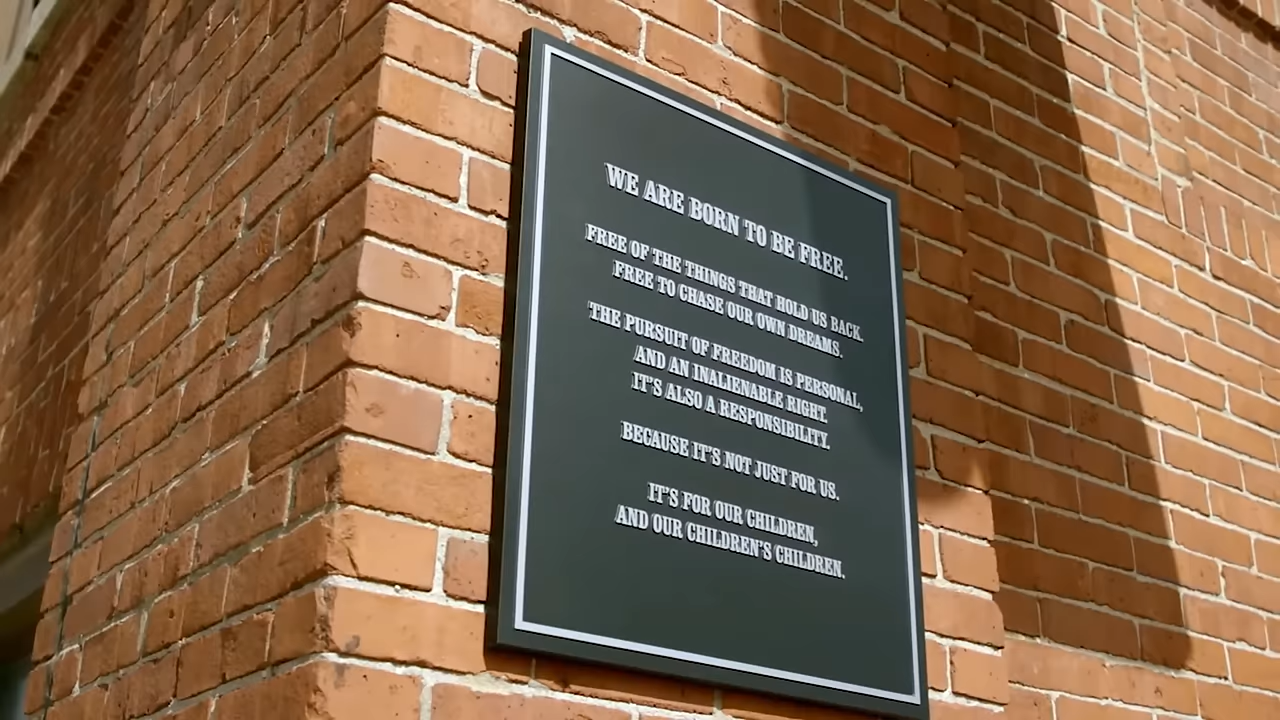 WE ARE BORN TO BE FREE.
FREE OF THE THINGS THAT HOLD US BACK.
FREE TO CHASE OUR OWN DREAMS.
THE PURSUIT OF FREEDOM IS PERSONAL,
AND AN INALIENABLE RIGHT.
IT'S ALSO A RESPONSIBILITY.
BECAUSE IT'S NOT JUST FOR US.
IT'S FOR OUR CHILDREN,
AND OUR CHILDREN'S CHILDREN.